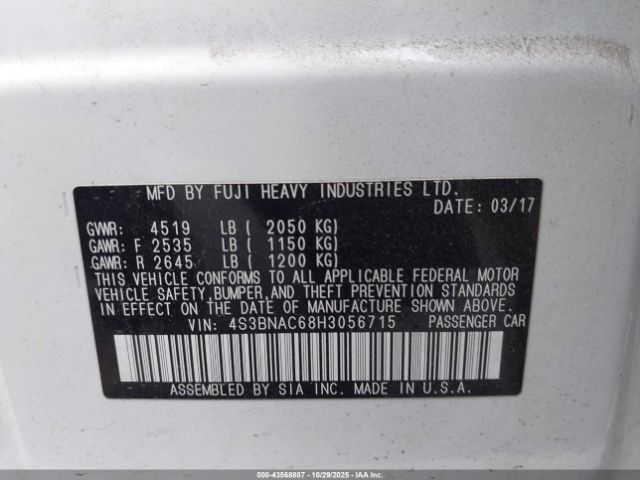 MFD BY FUJI HEAVY INDUSTRIES LTD.
DATE: 03/17
GVWR: 4519 LB ( 2050 KG)
GAWR: F 2535 LB ( 1150 KG)
GAWR: R 2645 LB ( 1200 KG)
THIS VEHICLE CONFORMS TO ALL APPLICABLE FEDERAL MOTOR
VEHICLE SAFETY, BUMPER, AND THEFT PREVENTION STANDARDS
IN EFFECT ON THE DATE OF MANUFACTURE SHOWN ABOVE.
VIN: 4S3BNAC68H3056715 PASSENGER CAR
ASSEMBLED BY SIA INC. MADE IN U.S.A.
000-43568887 - 10/29/2025 - IAAI